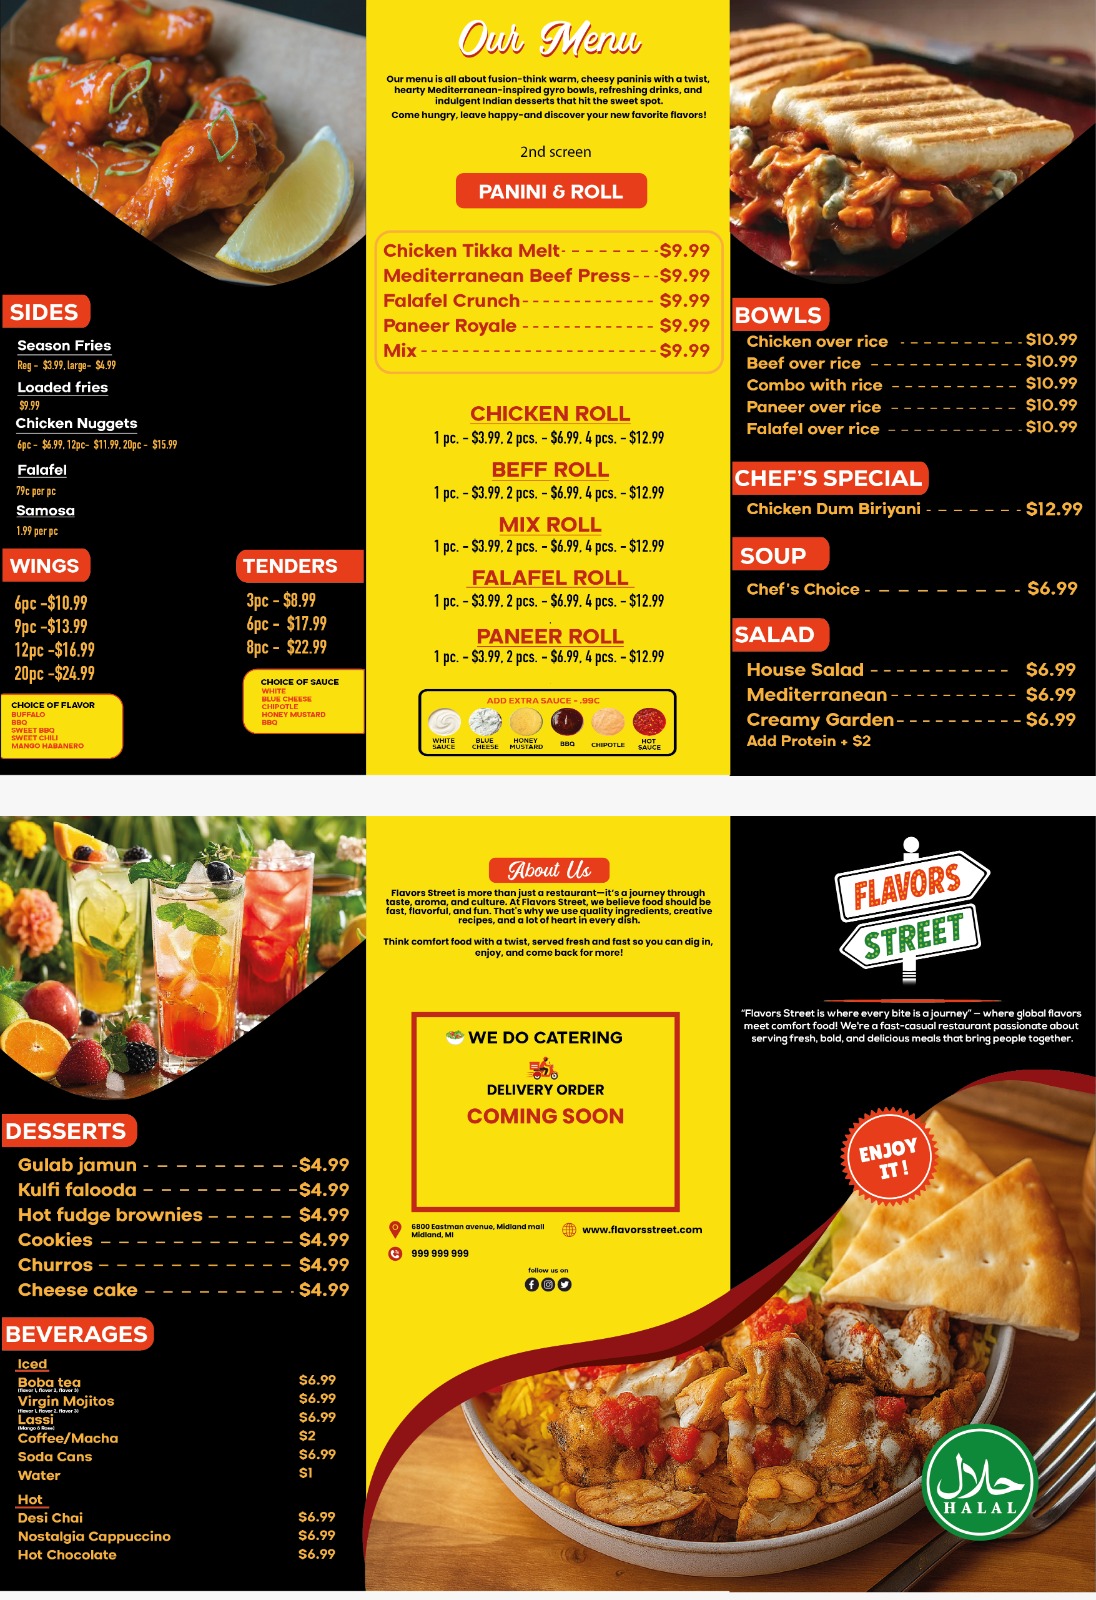 SIDES
Season Fries
Reg - $3.99, large- $4.99
Loaded fries
$9.99
Chicken Nuggets
6pc - $6.99, 12pc- $11.99, 20pc - $15.99
Falafel
79c per pc
Samosa
1.99 per pc
WINGS
6pc -$10.99
9pc -$13.99
12pc -$16.99
20pc -$24.99
CHOICE OF FLAVOR
BUFFALO
BBQ
SWEET BBQ
SWEET CHILI
MANGO HABANERO
TENDERS
3pc - $8.99
6pc - $17.99
8pc - $22.99
CHOICE OF SAUCE
WHITE
BLUE CHEESE
CHIPOTLE
HONEY MUSTARD
BBQ
Our Menu
Our menu is all about fusion-think warm, cheesy paninis with a twist,
hearty Mediterranean-inspired gyro bowls, refreshing drinks, and
indulgent Indian desserts that hit the sweet spot.
Come hungry, leave happy-and discover your new favorite flavors!
2nd screen
PANINI & ROLL
Chicken Tikka Melt- - - - - - - -$9.99
Mediterranean Beef Press- - -$9.99
Falafel Crunch- - - - - - - - - - - - $9.99
Paneer Royale - - - - - - - - - - - - $9.99
Mix - - - - - - - - - - - - - - - - - - - - - -$9.99
CHICKEN ROLL
1 pc. - $3.99, 2 pcs. - $6.99, 4 pcs. - $12.99
BEFF ROLL
1 pc. - $3.99, 2 pcs. - $6.99, 4 pcs. - $12.99
MIX ROLL
1 pc. - $3.99, 2 pcs. - $6.99, 4 pcs. - $12.99
FALAFEL ROLL
1 pc. - $3.99, 2 pcs. - $6.99, 4 pcs. - $12.99
PANEER ROLL
1 pc. - $3.99, 2 pcs. - $6.99, 4 pcs. - $12.99
ADD EXTRA SAUCE - .99C
WHITE SAUCE
BLUE CHEESE
HONEY MUSTARD
BBQ
CHIPOTLE
HOT SAUCE
BOWLS
Chicken over rice - - - - - - - - - $10.99
Beef over rice - - - - - - - - - - - - $10.99
Combo with rice - - - - - - - - - - $10.99
Paneer over rice - - - - - - - - - - $10.99
Falafel over rice - - - - - - - - - - $10.99
CHEF'S SPECIAL
Chicken Dum Biriyani - - - - - - - $12.99
SOUP
Chef's Choice - - - - - - - - - $6.99
SALAD
House Salad - - - - - - - - - - $6.99
Mediterranean - - - - - - - - - $6.99
Creamy Garden- - - - - - - - - $6.99
Add Protein + $2
DESSERTS
Gulab jamun - - - - - - - - -$4.99
Kulfi falooda - - - - - - - - -$4.99
Hot fudge brownies - - - - - $4.99
Cookies - - - - - - - - - - - $4.99
Churros - - - - - - - - - - - $4.99
Cheese cake - - - - - - - - -$4.99
BEVERAGES
Iced
Boba tea $6.99
(flavor 1, flavor 2, flavor 3)
Virgin Mojitos $6.99
(flavor 1, flavor 2, flavor 3)
Lassi $6.99
(Mango & Rose)
Coffee/Macha $2
Soda Cans $6.99
Water $1
Hot
Desi Chai $6.99
Nostalgia Cappuccino $6.99
Hot Chocolate $6.99
About Us
Flavors Street is more than just a restaurant—it's a journey through
taste, aroma, and culture. At Flavors Street, we believe food should be
fast, flavorful, and fun. That's why we use quality ingredients, creative
recipes, and a lot of heart in every dish.
Think comfort food with a twist, served fresh and fast so you can dig in,
enjoy, and come back for more!
WE DO CATERING
DELIVERY ORDER
COMING SOON
6800 Eastman avenue, Midland mall
Midland, MI
www.flavorsstreet.com
999 999 999
follow us on
FLAVORS
STREET
"Flavors Street is where every bite is a journey" — where global flavors
meet comfort food! We're a fast-casual restaurant passionate about
serving fresh, bold, and delicious meals that bring people together.
ENJOY
IT !
حلال
HALAL